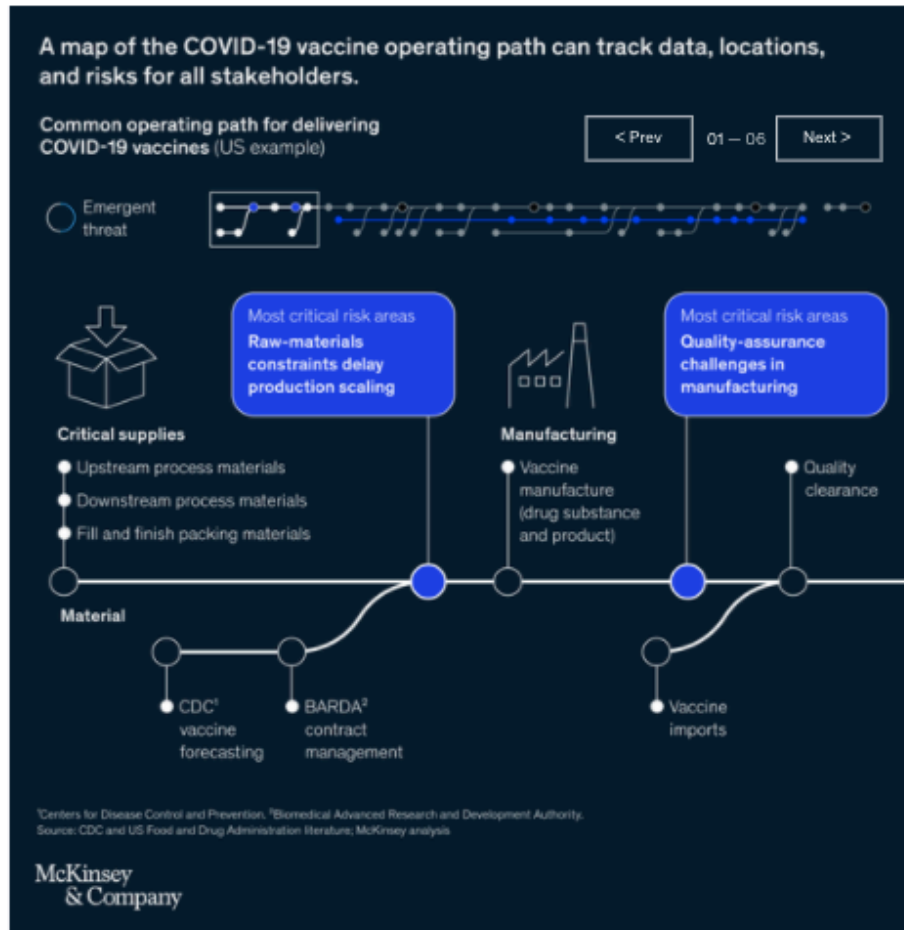 A map of the COVID-19 vaccine operating path can track data, locations,
and risks for all stakeholders.
Common operating path for delivering
COVID-19 vaccines (US example)
< Prev
01 — 06
Next >
Emergent
threat
Most critical risk areas
Raw-materials
constraints delay
production scaling
Most critical risk areas
Quality-assurance
challenges in
manufacturing
Critical supplies
Upstream process materials
Downstream process materials
Fill and finish packing materials
Manufacturing
Vaccine
manufacture
(drug substance
and product)
Quality
clearance
Material
CDC¹
vaccine
forecasting
BARDA²
contract
management
Vaccine
imports
¹Centers for Disease Control and Prevention. ²Biomedical Advanced Research and Development Authority.
Source: CDC and US Food and Drug Administration literature; McKinsey analysis
McKinsey
& Company